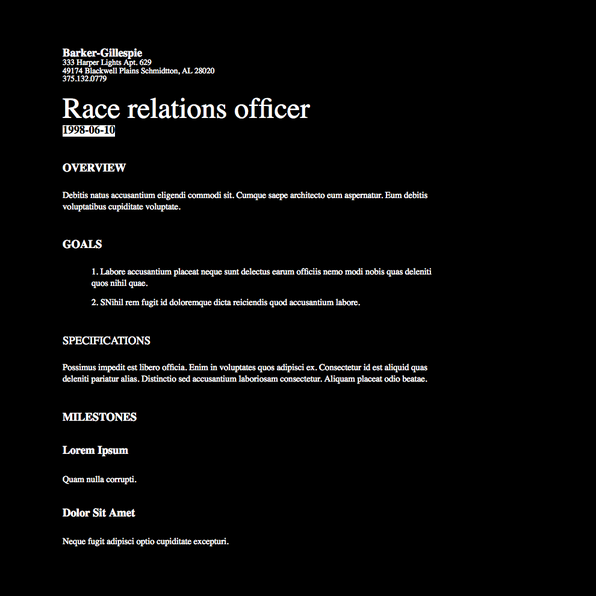 Barker-Gillespie
333 Harper Lights Apt. 629
49174 Blackwell Plains Schmidtton, AL 28020
375.132.0779
Race relations officer
1998-06-10
OVERVIEW
Debitis natus accusantium eligendi commodi sit. Cumque saepe architecto eum aspernatur. Eum debitis
voluptatibus cupiditate voluptate.
GOALS
1. Labore accusantium placeat neque sunt delectus earum officiis nemo modi nobis quas deleniti
quos nihil quae.
2. SNihil rem fugit id doloremque dicta reiciendis quod accusantium labore.
SPECIFICATIONS
Possimus impedit est libero officia. Enim in voluptates quos adipisci ex. Consectetur id est aliquid quas
deleniti pariatur alias. Distinctio sed accusantium laboriosam consectetur. Aliquam placeat odio beatae.
MILESTONES
Lorem Ipsum
Quam nulla corrupti.
Dolor Sit Amet
Neque fugit adipisci optio cupiditate excepturi.